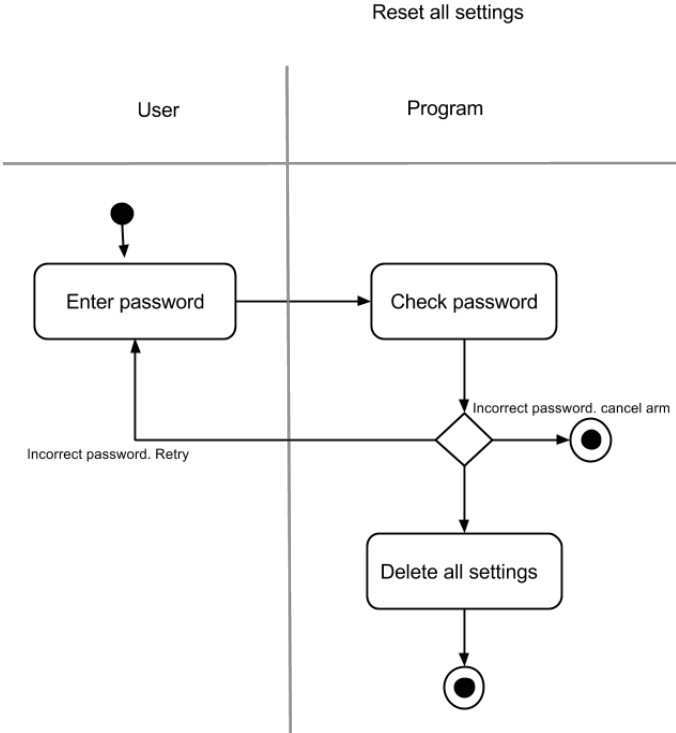 Reset all settings
User
Program
Enter password
Check password
Incorrect password. cancel arm
Incorrect password. Retry
Delete all settings